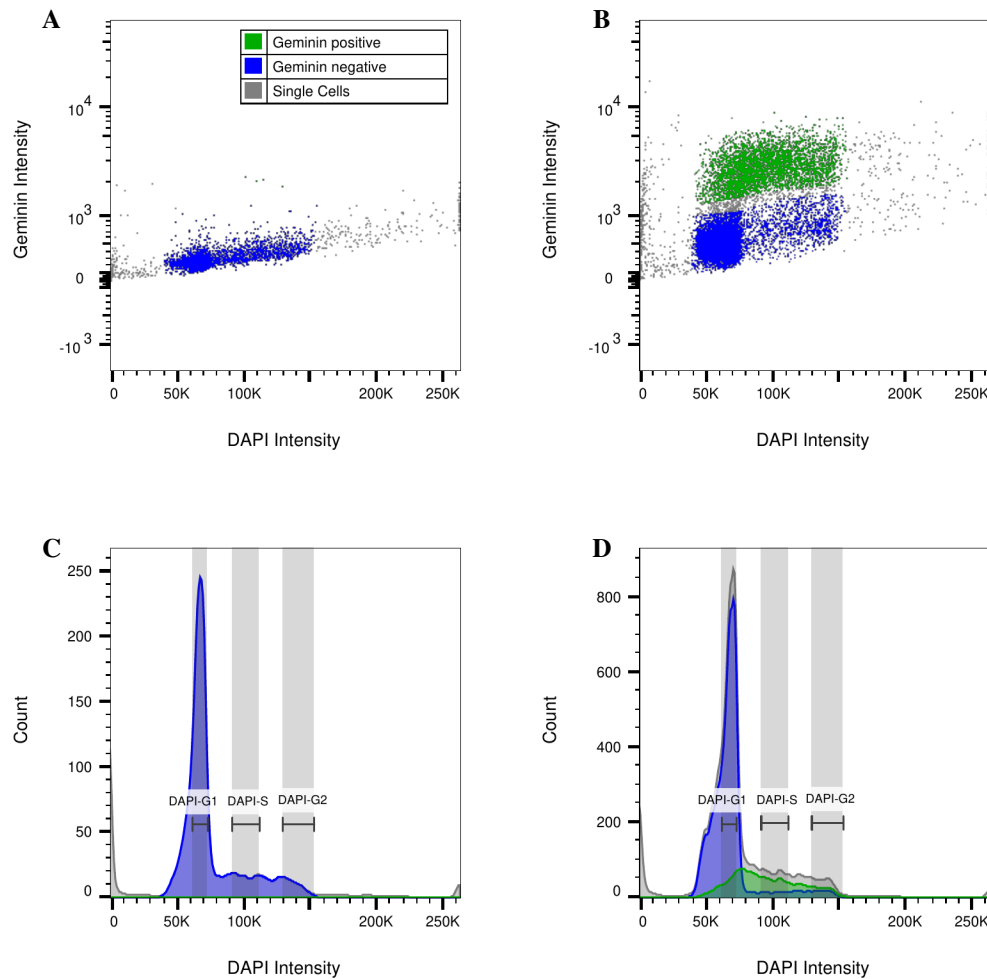 A
Geminin positive
Geminin negative
Single Cells
10 4
10 3
0
-10 3
Geminin Intensity
0 50K 100K 200K 250K
DAPI Intensity
B
10 4
10 3
0
-10 3
Geminin Intensity
0 50K 100K 200K 250K
DAPI Intensity
C
250
200
150
100
50
0
Count
DAPI-G1 DAPI-S DAPI-G2
0 50K 100K 200K 250K
DAPI Intensity
D
800
600
400
200
0
Count
DAPI-G1 DAPI-S DAPI-G2
0 50K 100K 200K 250K
DAPI Intensity